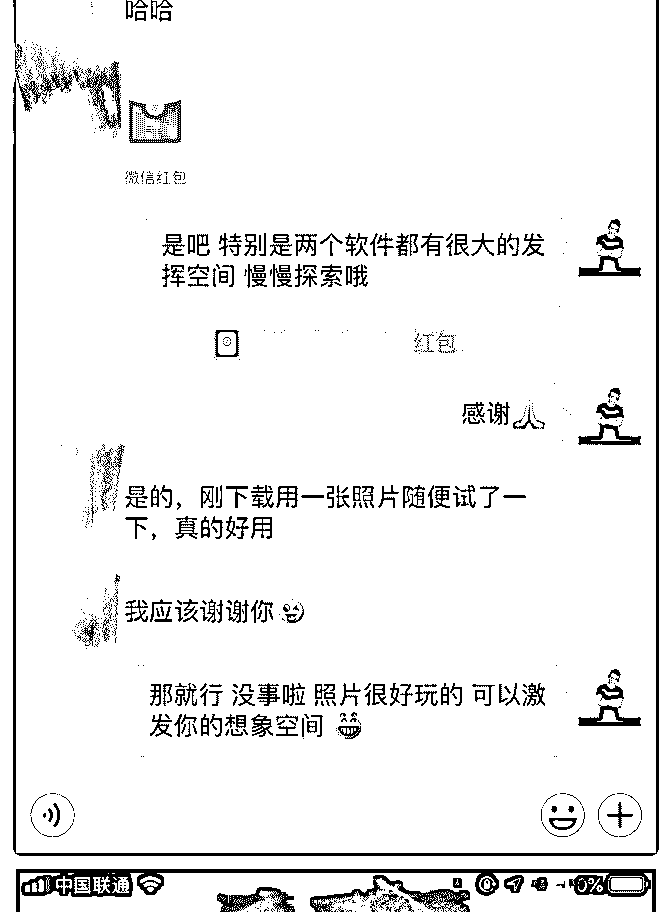 哈哈
微信红包
是吧 特别是两个软件都有很大的发
挥空间 慢慢探索哦
红包
感谢🙏
是的，刚下载用一张照片随便试了一
下，真的好用
我应该谢谢你
那就行 没事啦 照片很好玩的 可以激
发你的想象空间
中国联通
0%